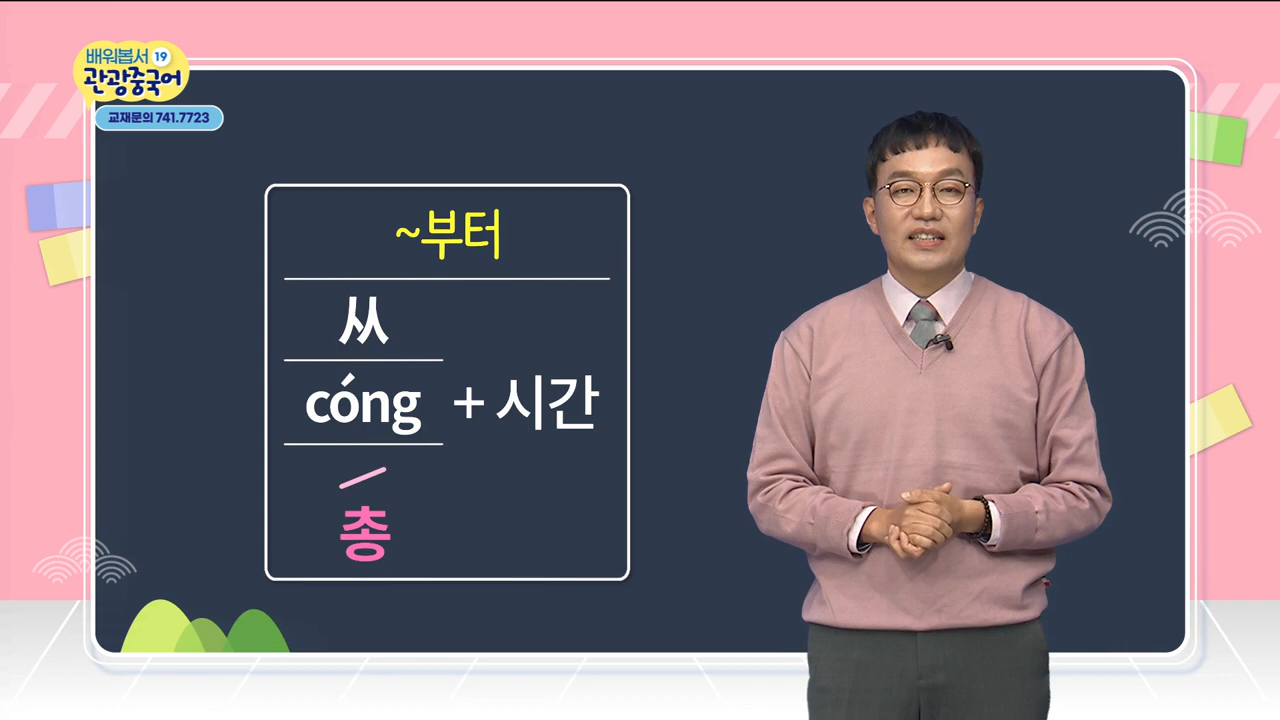 배워봅서 19
관광중국어
교재문의 741.7723
~부터
从
cóng + 시간
총